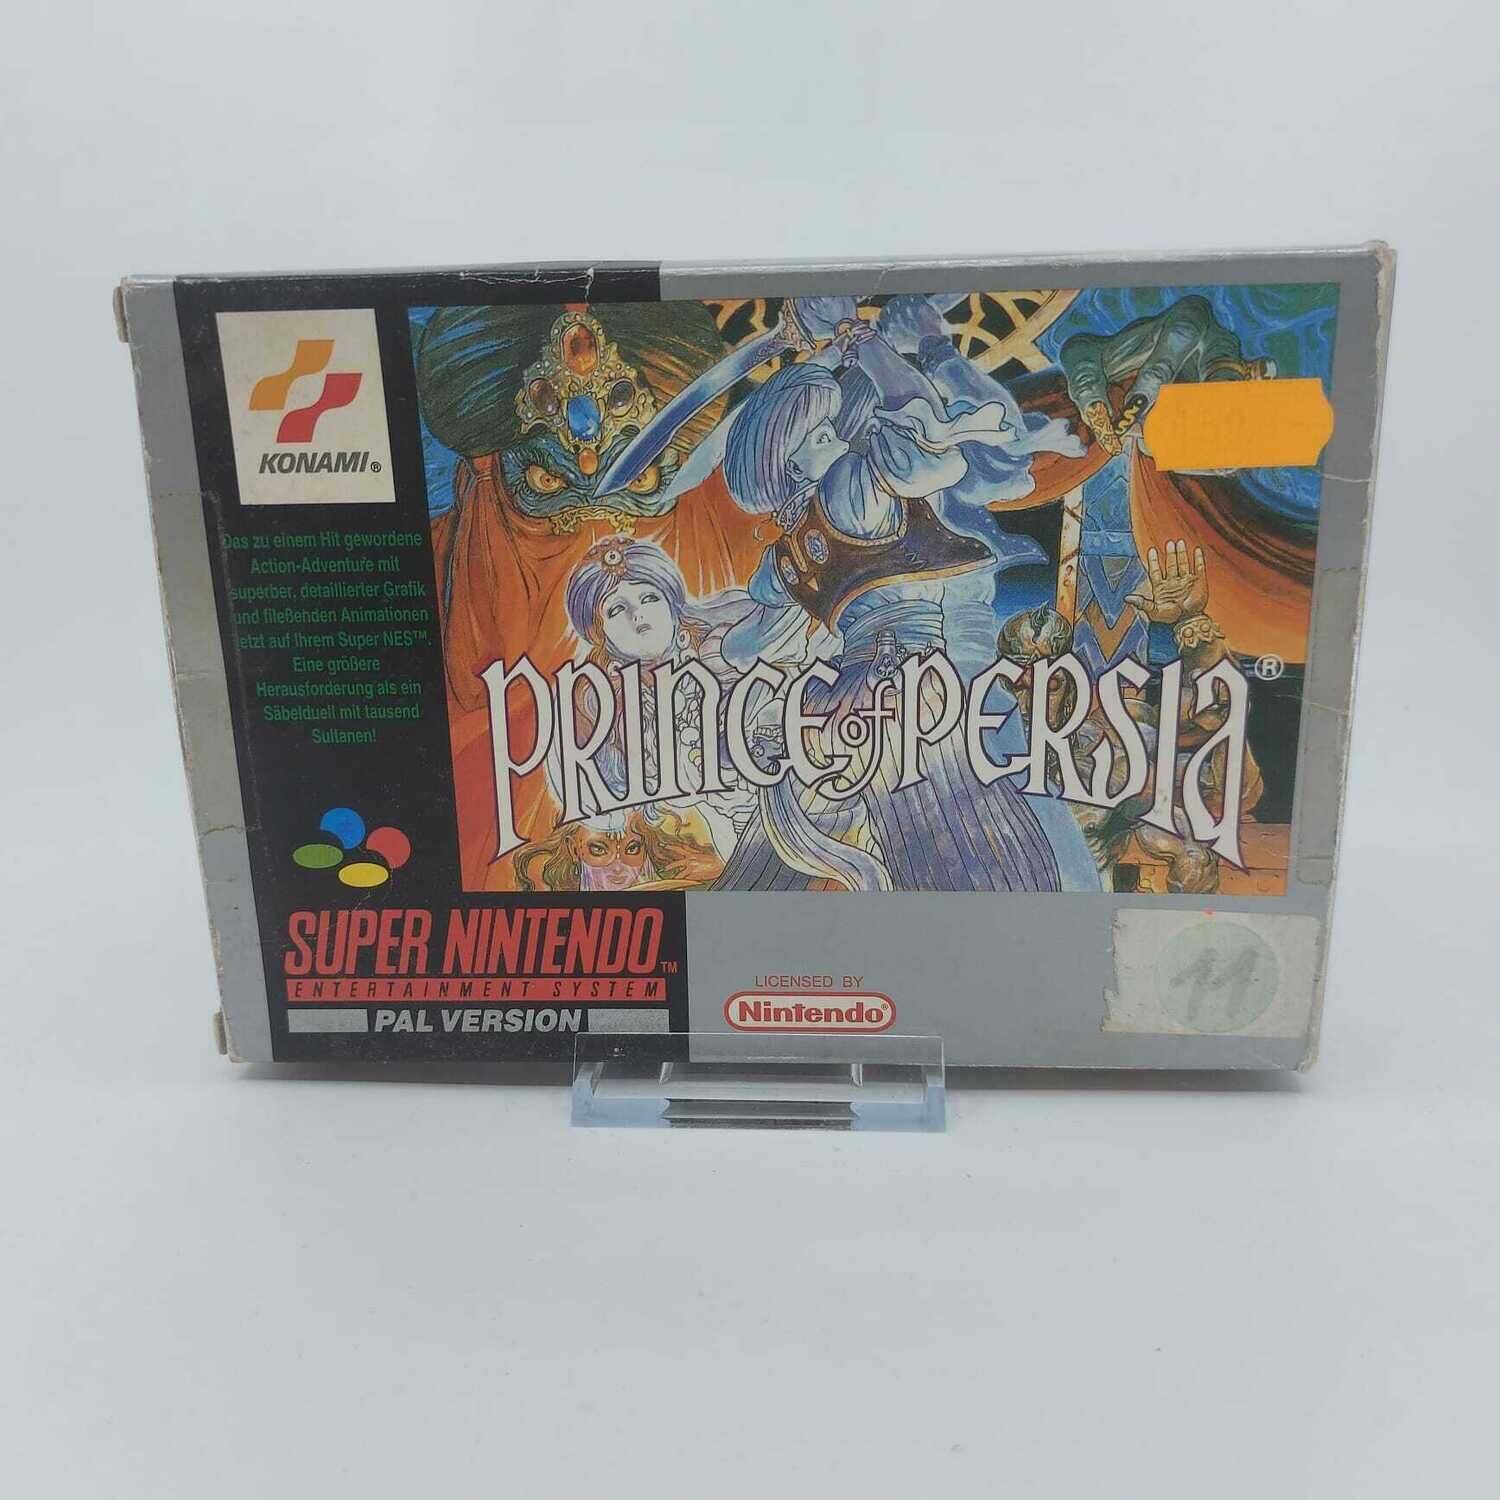 KONAMI®
Das zu einem Hit gewordene
Action-Adventure mit
superber, detaillierter Grafik
und fließenden Animationen
jetzt auf Ihrem Super NES™.
Eine größere
Herausforderung als ein
Säbelduell mit tausend
Sultanen!
PRINCE of PERSIA®
SUPER NINTENDO™
ENTERTAINMENT SYSTEM
PAL VERSION
LICENSED BY
Nintendo®
11